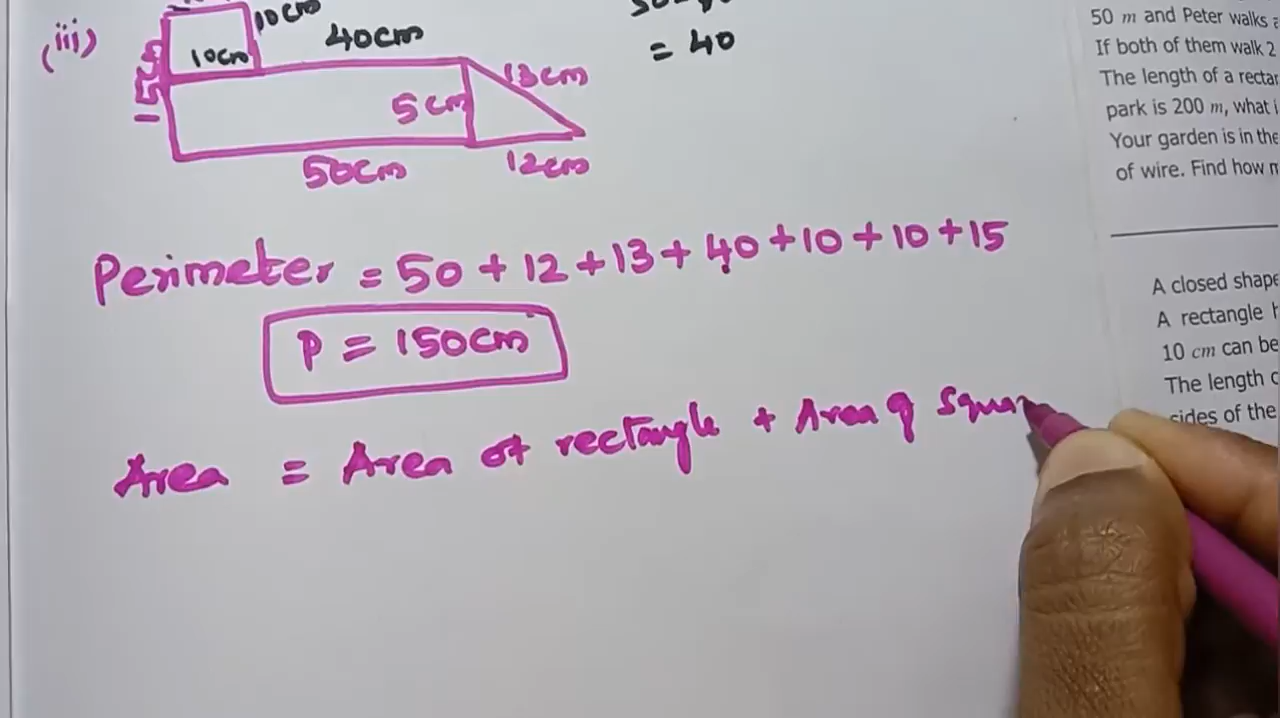 (iii)
10cm
40cm
10cm
15cm
5cm
13cm
50cm
12cm
= 40
Perimeter = 50 + 12 + 13 + 40 + 10 + 10 + 15
P = 150cm
Area = Area of rectangle + Area of Squar
50 m and Peter walks
If both of them walk 2
The length of a rectan
park is 200 m, what i
Your garden is in the
of wire. Find how m
A closed shape
A rectangle h
10 cm can be
The length o
sides of the